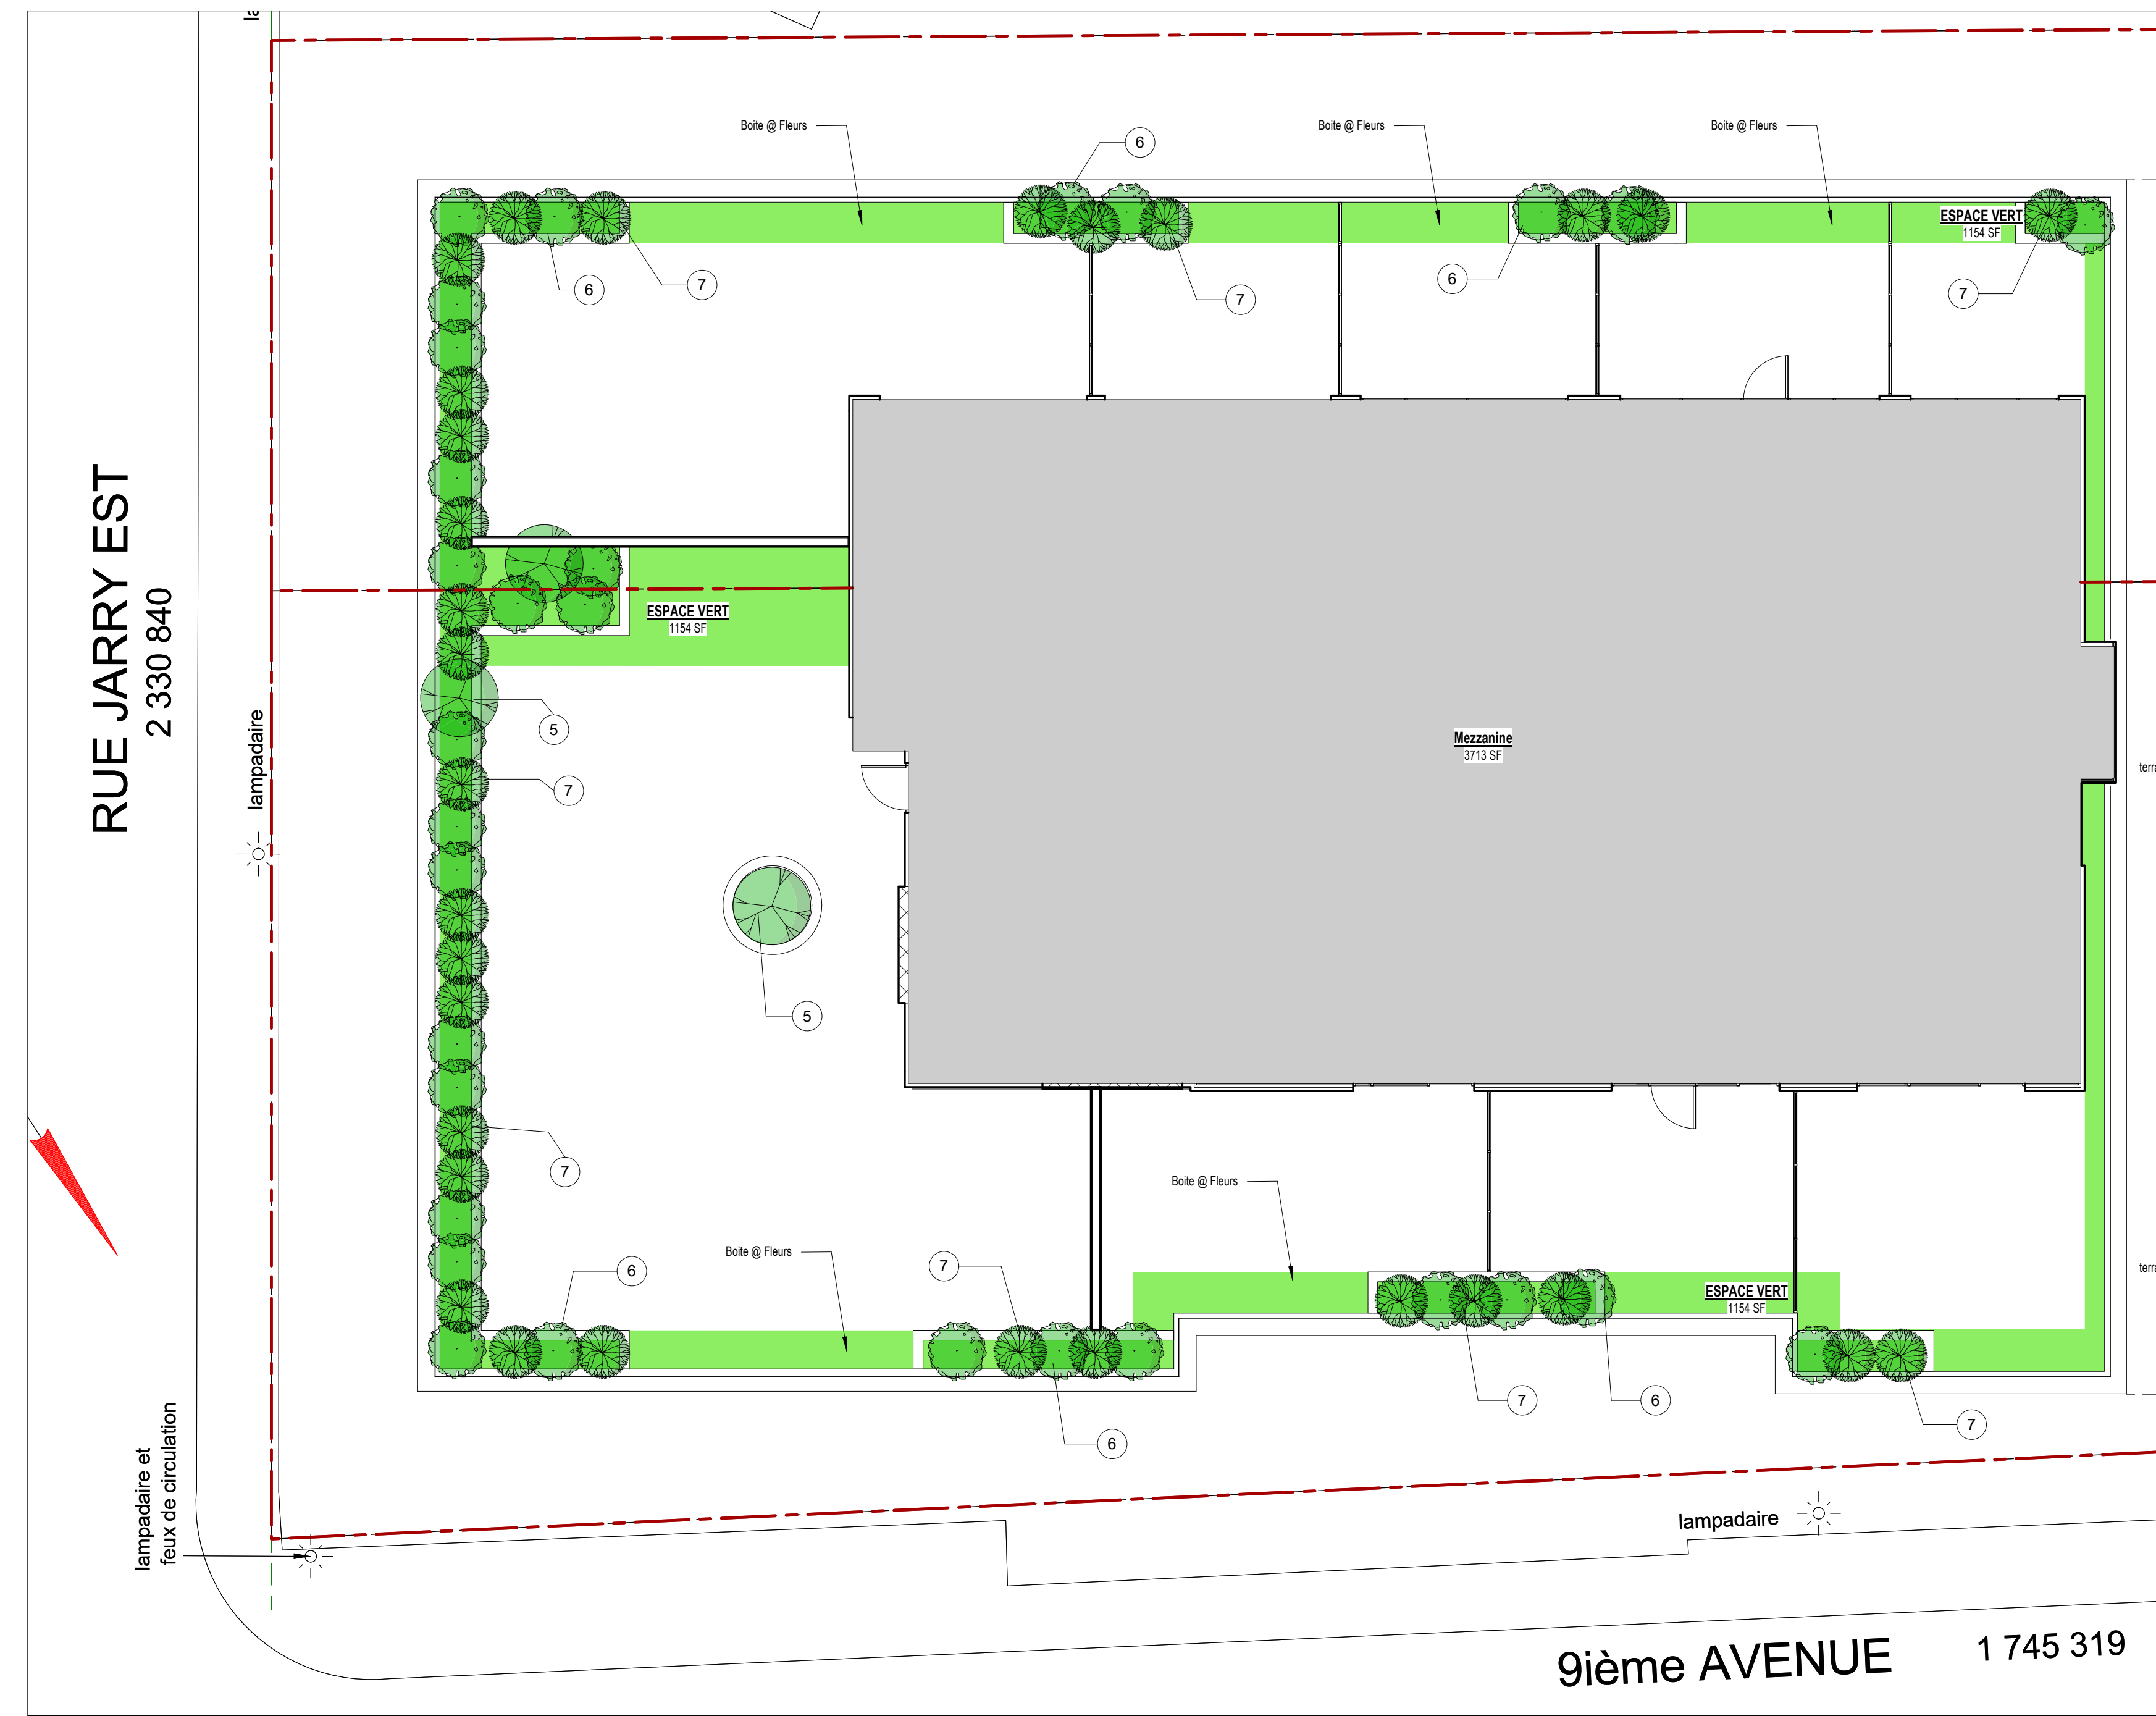 Boite @ Fleurs
Boite @ Fleurs
Boite @ Fleurs
6
ESPACE VERT
1154 SF
6
7
7
6
7
RUE JARRY EST
2 330 840
ESPACE VERT
1154 SF
lampadaire
5
7
Mezzanine
3713 SF
5
7
Boite @ Fleurs
Boite @ Fleurs
6
7
ESPACE VERT
1154 SF
7
6
7
6
lampadaire et
feux de circulation
lampadaire
9ième AVENUE
1 745 319